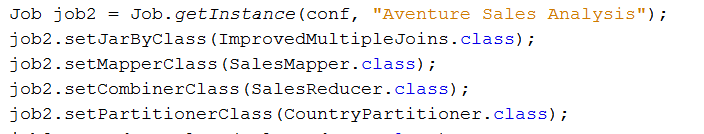 Job job2 = Job.getInstance(conf, "Aventure Sales Analysis");
job2.setJarByClass(ImprovedMultipleJoins.class);
job2.setMapperClass(SalesMapper.class);
job2.setCombinerClass(SalesReducer.class);
job2.setPartitionerClass(CountryPartitioner.class);